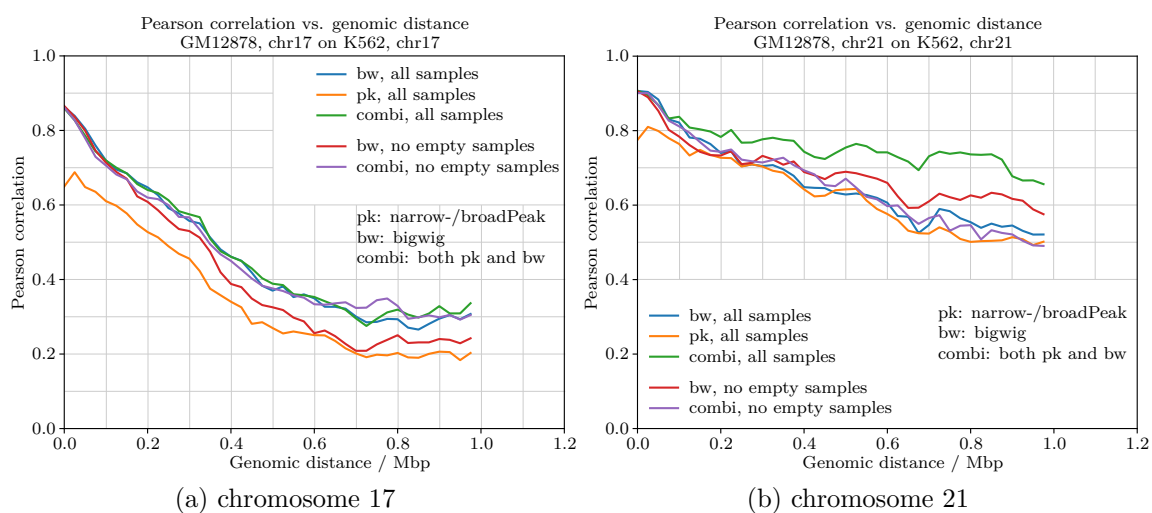 Pearson correlation vs. genomic distance
GM12878, chr17 on K562, chr17
1.0
0.8
0.6
0.4
0.2
0.0
Pearson correlation
bw, all samples
pk, all samples
combi, all samples
bw, no empty samples
combi, no empty samples
pk: narrow-/broadPeak
bw: bigwig
combi: both pk and bw
0.0 0.2 0.4 0.6 0.8 1.0 1.2
Genomic distance / Mbp
(a) chromosome 17
Pearson correlation vs. genomic distance
GM12878, chr21 on K562, chr21
1.0
0.8
0.6
0.4
0.2
0.0
Pearson correlation
bw, all samples
pk, all samples
combi, all samples
bw, no empty samples
combi, no empty samples
pk: narrow-/broadPeak
bw: bigwig
combi: both pk and bw
0.0 0.2 0.4 0.6 0.8 1.0 1.2
Genomic distance / Mbp
(b) chromosome 21